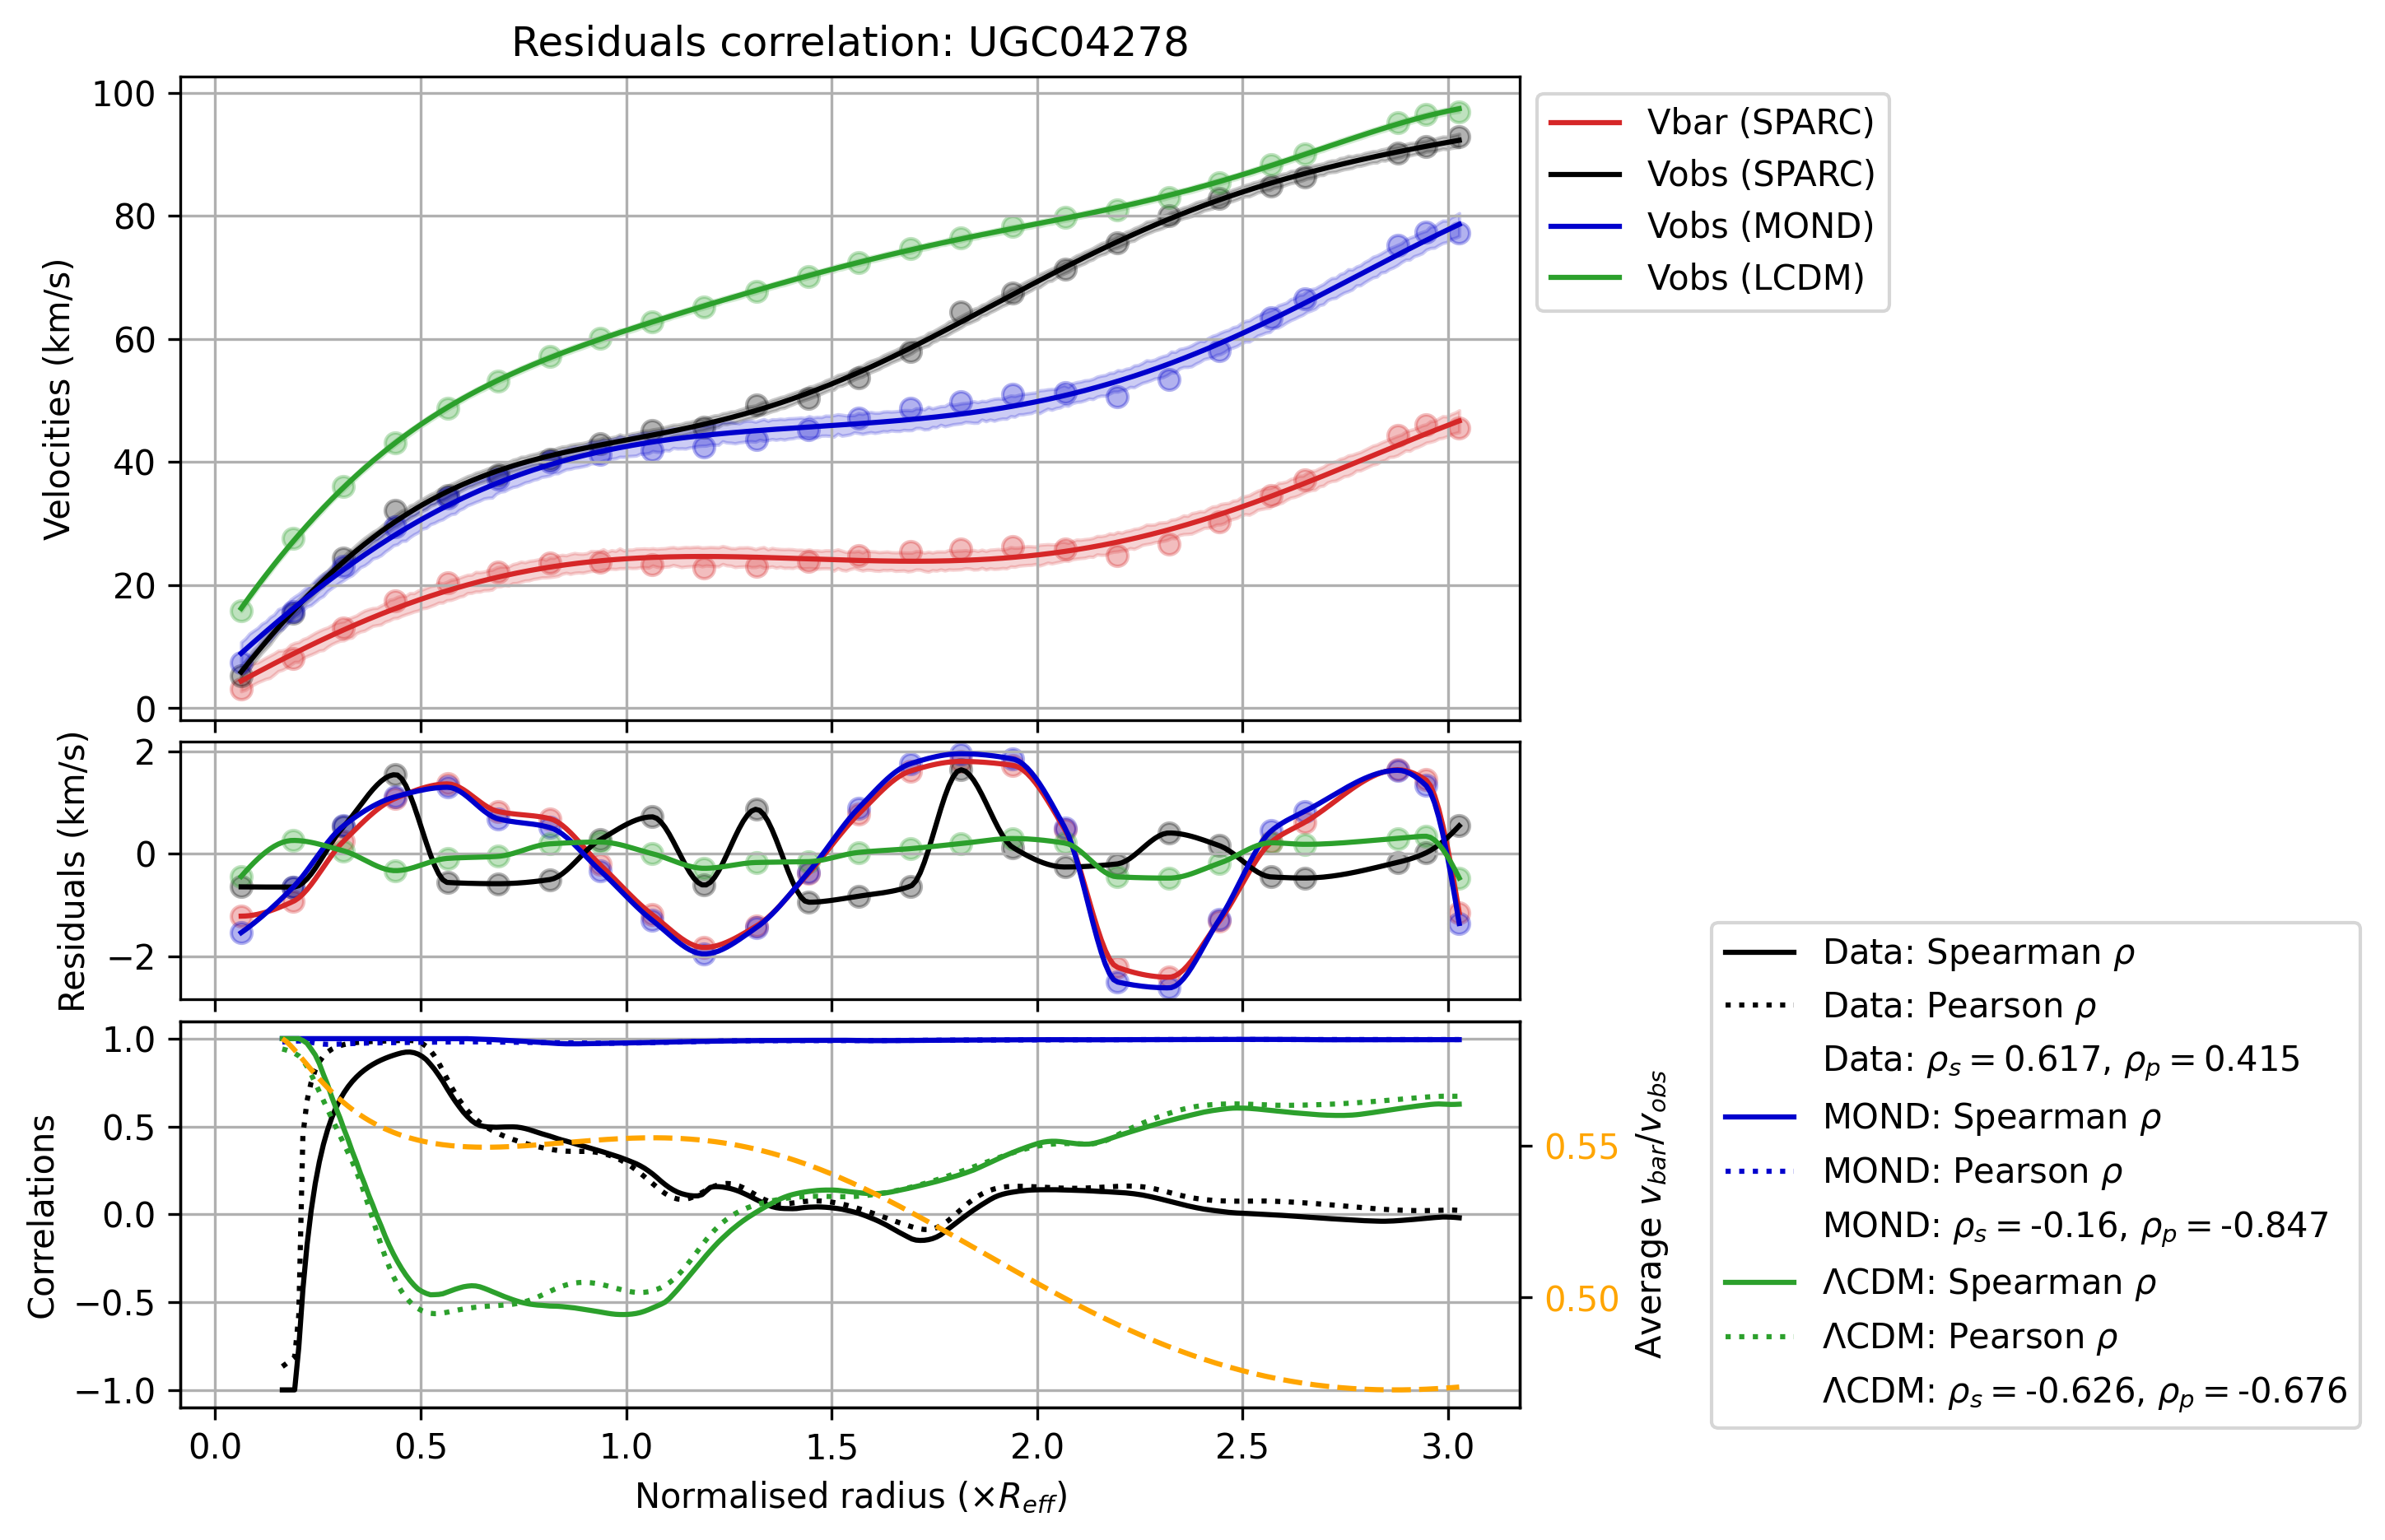 Residuals correlation: UGC04278
100
80
60
40
20
0
Velocities (km/s)
Vbar (SPARC)
Vobs (SPARC)
Vobs (MOND)
Vobs (LCDM)
2
0
−2
Residuals (km/s)
1.0
0.5
0.0
−0.5
−1.0
Correlations
0.55
0.50
Average v_bar/v_obs
0.0 0.5 1.0 1.5 2.0 2.5 3.0
Normalised radius (×R_eff)
Data: Spearman ρ
Data: Pearson ρ
Data: ρ_s = 0.617, ρ_p = 0.415
MOND: Spearman ρ
MOND: Pearson ρ
MOND: ρ_s = -0.16, ρ_p = -0.847
ΛCDM: Spearman ρ
ΛCDM: Pearson ρ
ΛCDM: ρ_s = -0.626, ρ_p = -0.676